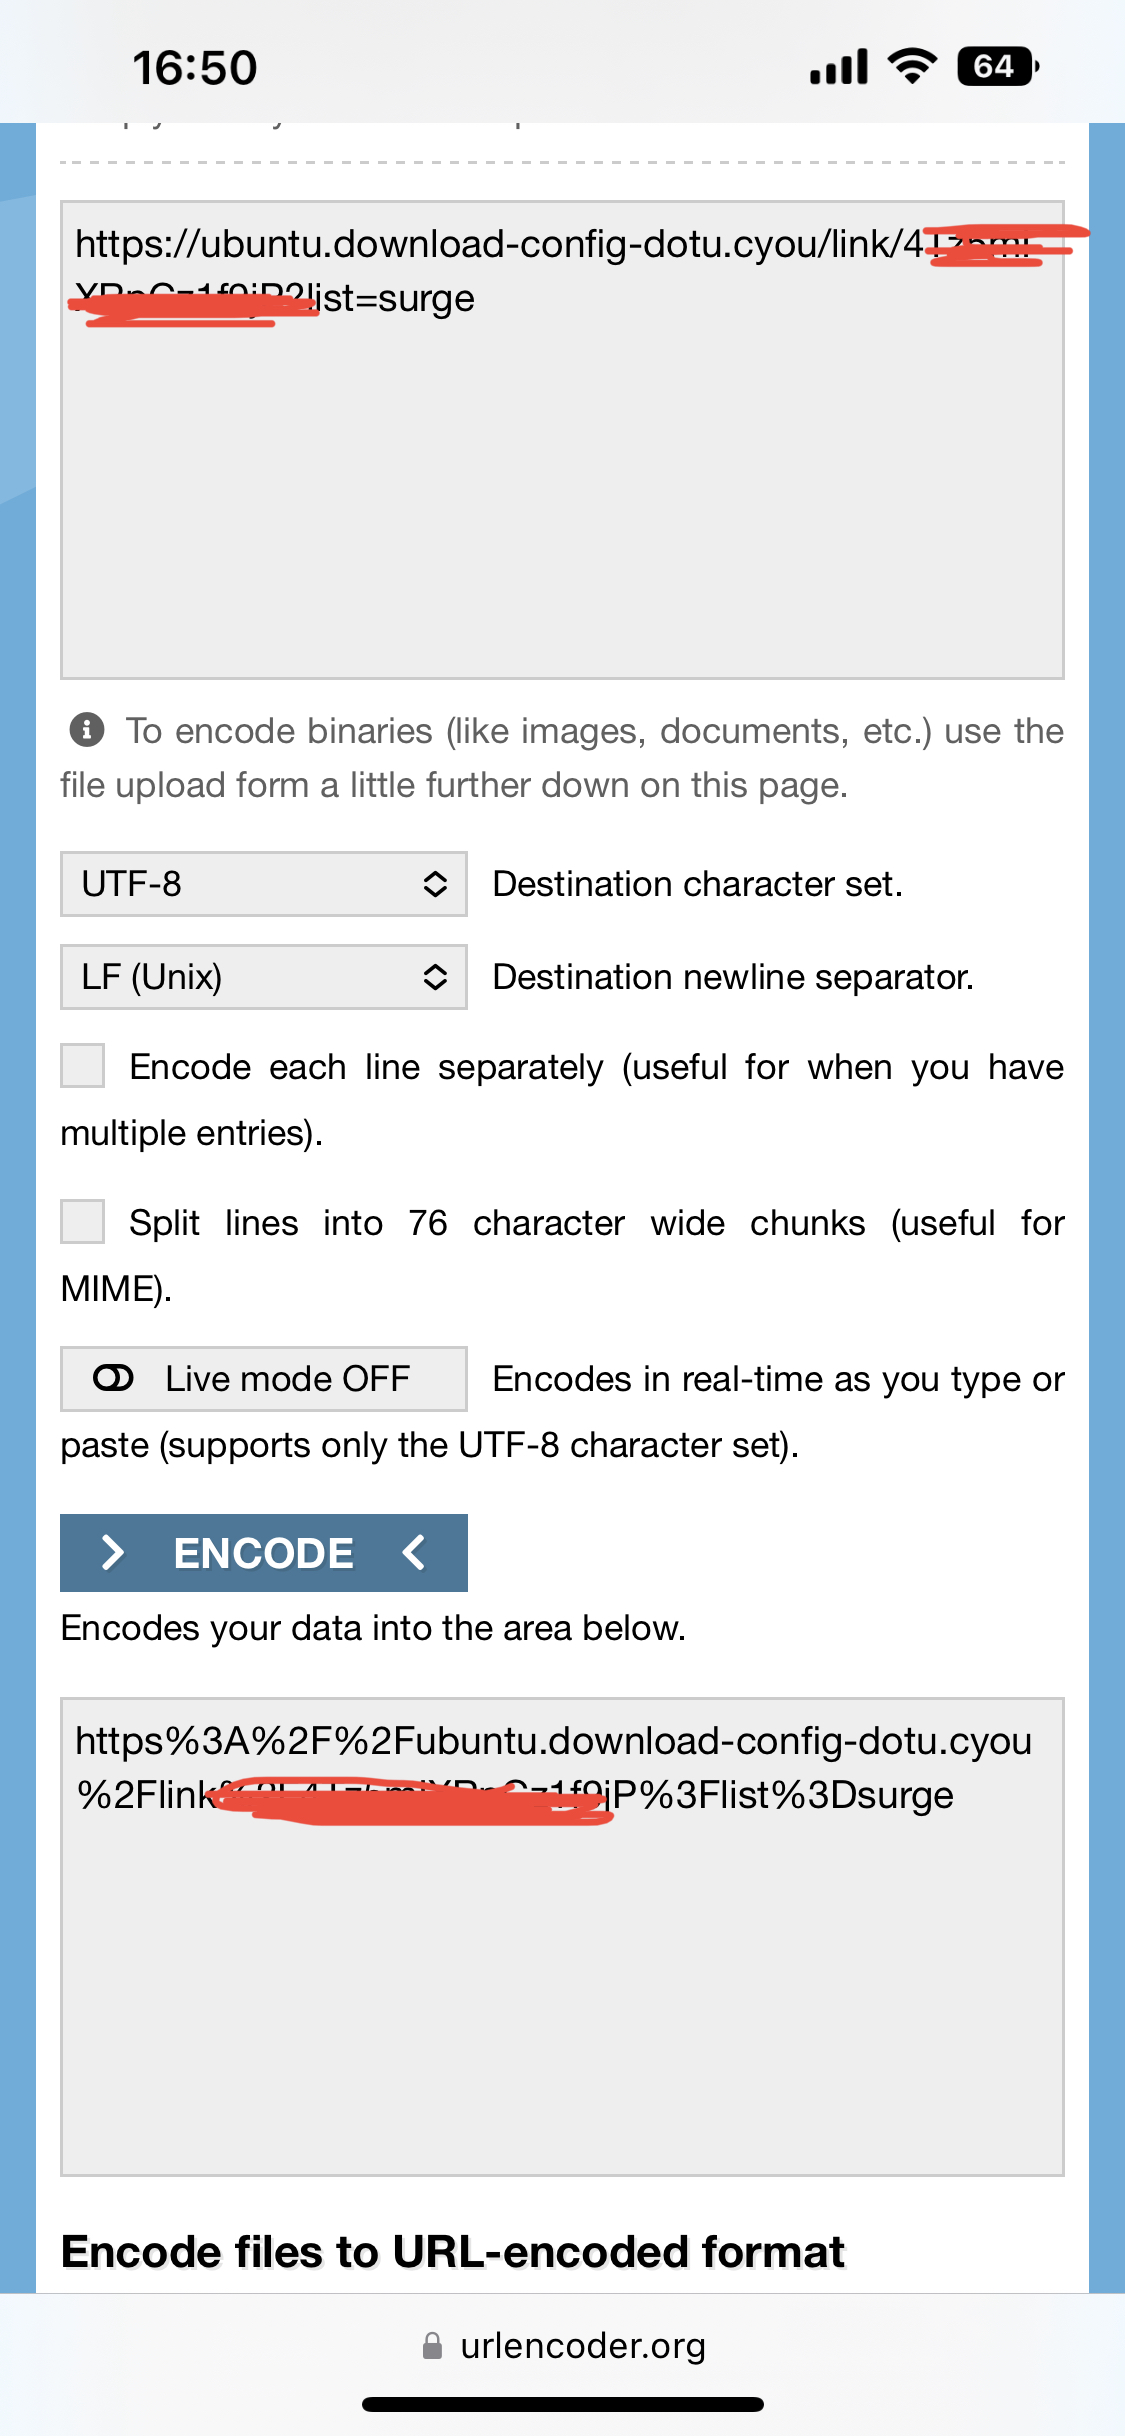 16:50
64
https://ubuntu.download-config-dotu.cyou/link/4
list=surge
To encode binaries (like images, documents, etc.) use the
file upload form a little further down on this page.
UTF-8 Destination character set.
LF (Unix) Destination newline separator.
Encode each line separately (useful for when you have
multiple entries).
Split lines into 76 character wide chunks (useful for
MIME).
Live mode OFF Encodes in real-time as you type or
paste (supports only the UTF-8 character set).
> ENCODE <
Encodes your data into the area below.
https%3A%2F%2Fubuntu.download-config-dotu.cyou
%2Flink jP%3Flist%3Dsurge
Encode files to URL-encoded format
urlencoder.org